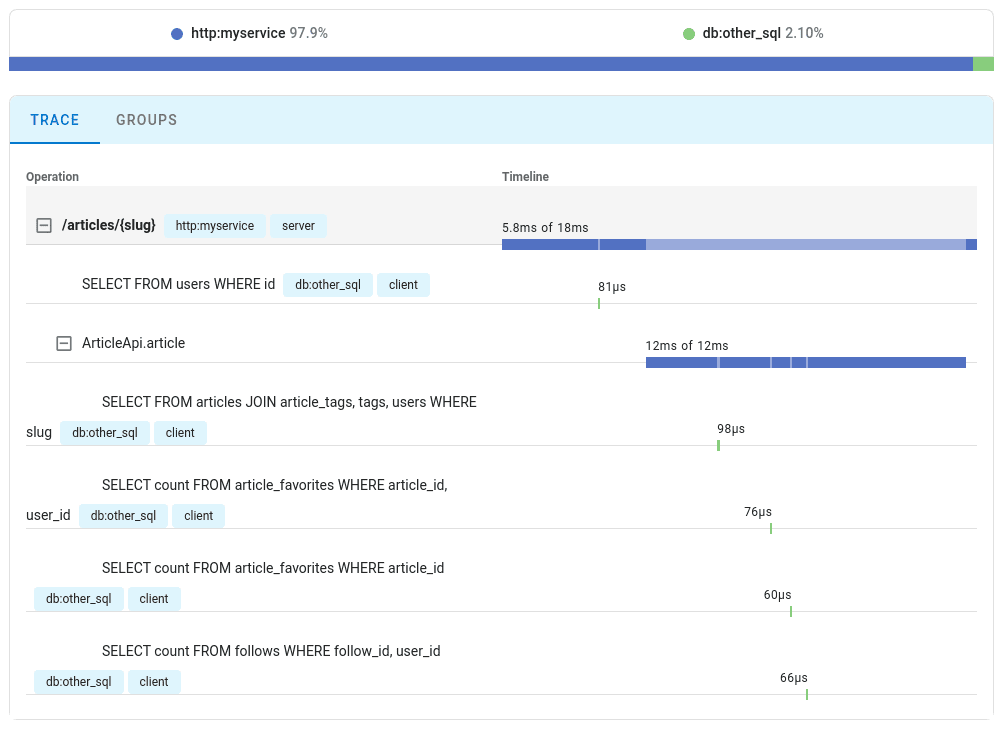 http:myservice 97.9% db:other_sql 2.10%
TRACE GROUPS
Operation Timeline
/articles/{slug} http:myservice server 5.8ms of 18ms
SELECT FROM users WHERE id db:other_sql client 81µs
ArticleApi.article 12ms of 12ms
SELECT FROM articles JOIN article_tags, tags, users WHERE
slug db:other_sql client 98µs
SELECT count FROM article_favorites WHERE article_id,
user_id db:other_sql client 76µs
SELECT count FROM article_favorites WHERE article_id
db:other_sql client 60µs
SELECT count FROM follows WHERE follow_id, user_id
db:other_sql client 66µs